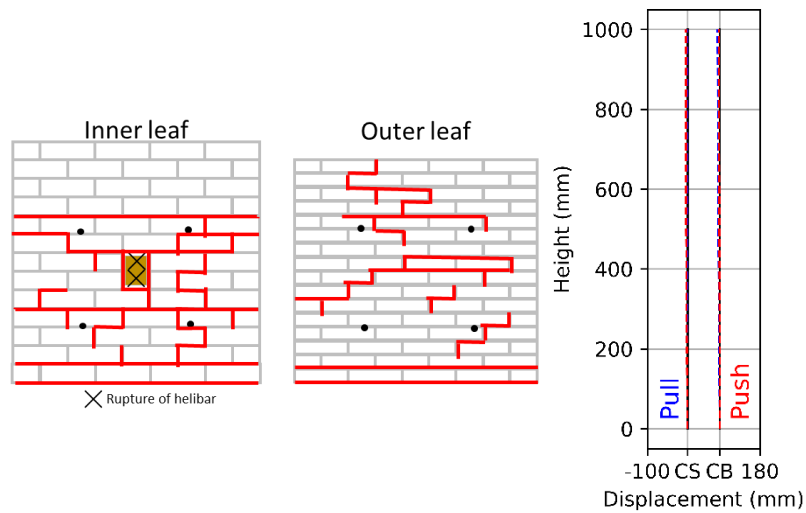 Inner leaf
Outer leaf
Rupture of helibar
1000
800
600
400
200
0
Height (mm)
Pull
Push
-100 CS CB 180
Displacement (mm)